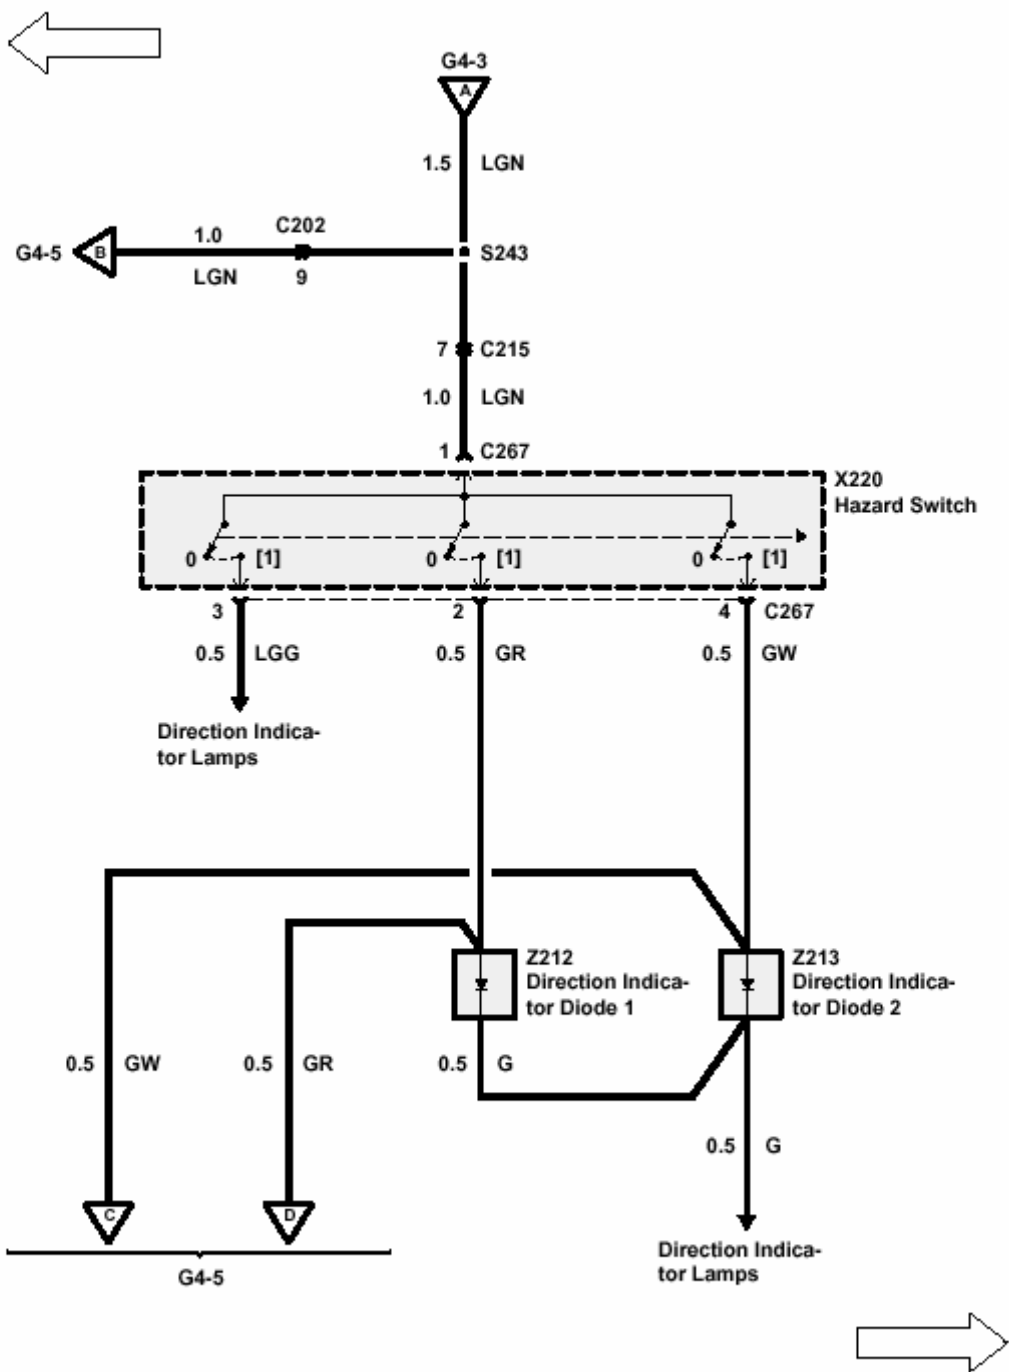 G4-3
A
1.5 LGN
C202
1.0
G4-5 B S243
LGN 9
7 C215
1.0 LGN
1 C267
X220
Hazard Switch
0 [1] 0 [1] 0 [1]
3 2 4 C267
0.5 LGG 0.5 GR 0.5 GW
Direction Indica-
tor Lamps
Z212
Direction Indica-
tor Diode 1
Z213
Direction Indica-
tor Diode 2
0.5 GW 0.5 GR 0.5 G
0.5 G
C D
G4-5
Direction Indica-
tor Lamps